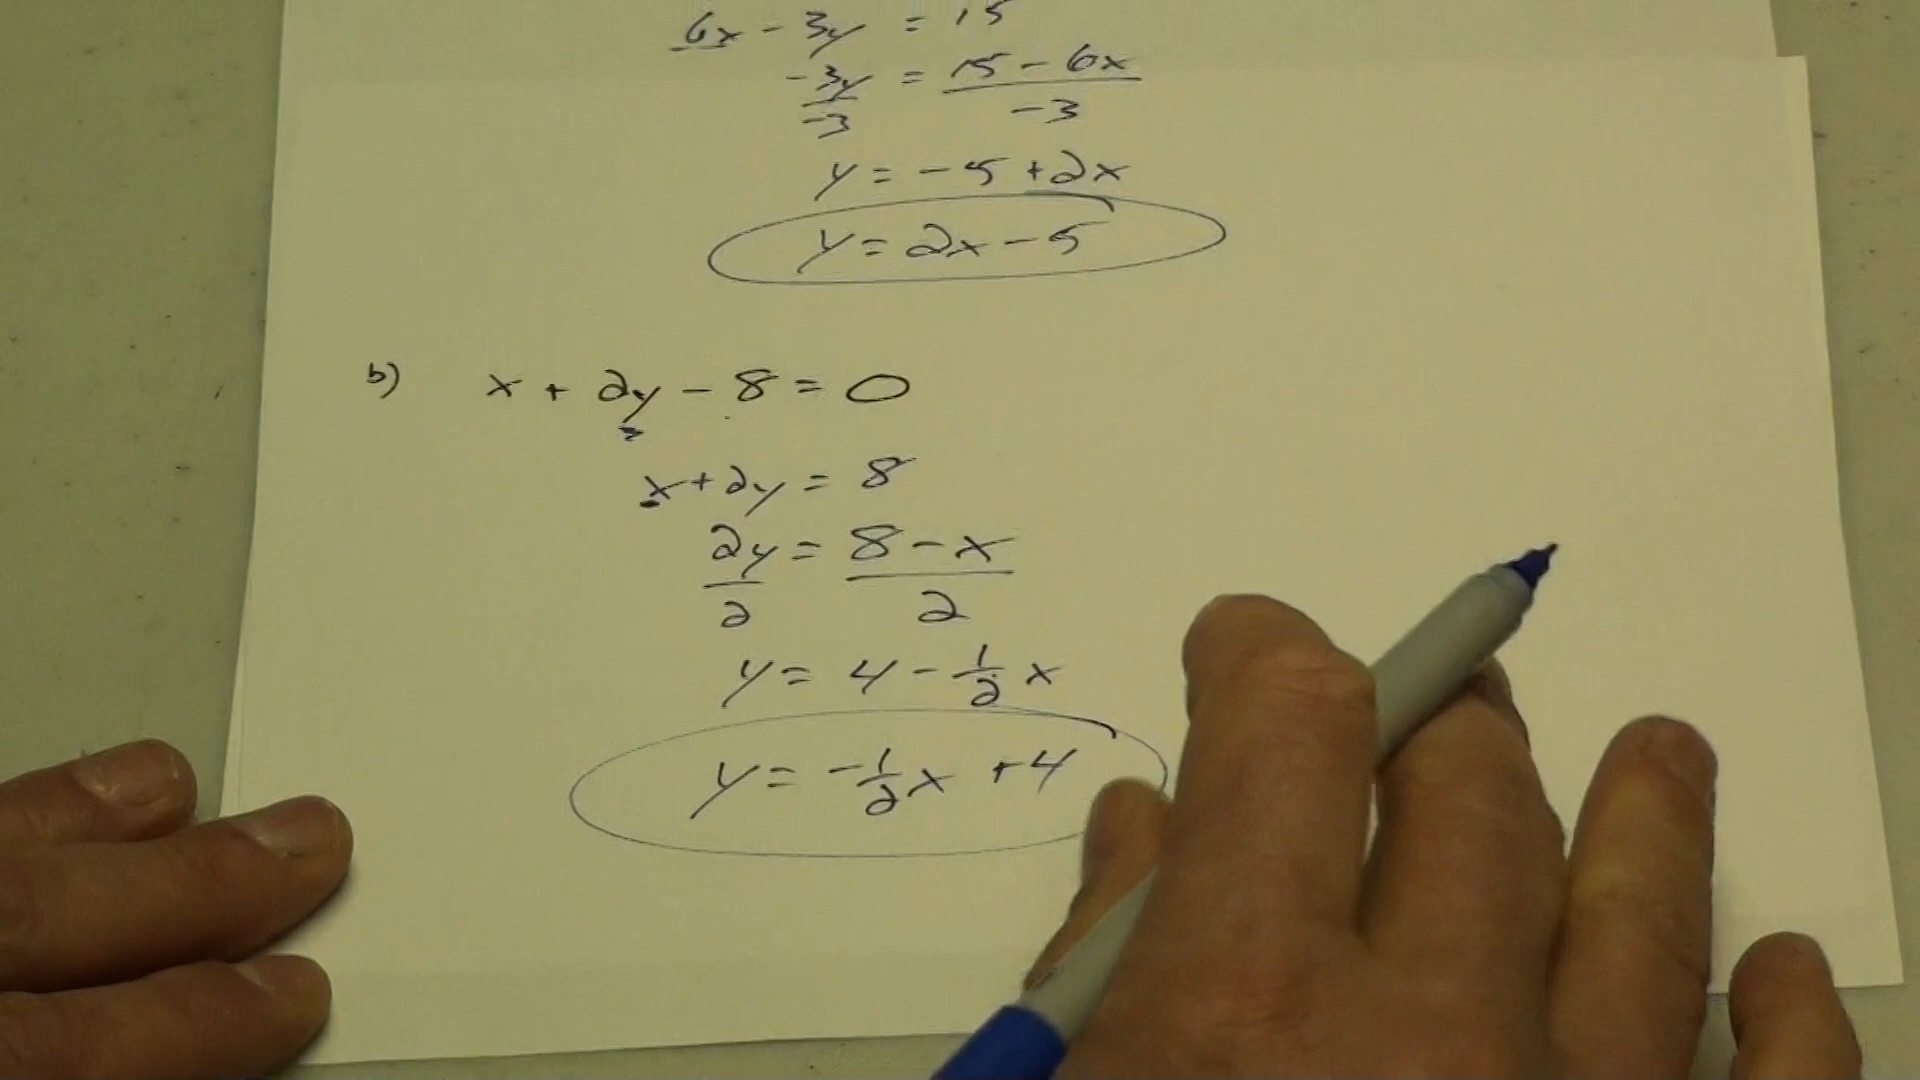 6x - 3y = 15
-3y/-3 = 15 - 6x/-3
y = -5 + 2x
y = 2x - 5
b) x + 2y - 8 = 0
x + 2y = 8
2y/2 = 8 - x/2
y = 4 - 1/2 x
y = -1/2 x + 4